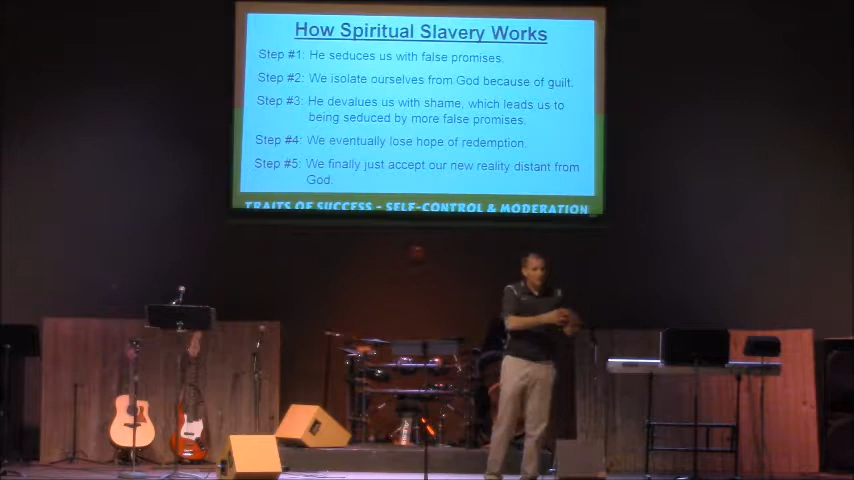 How Spiritual Slavery Works
Step #1: He seduces us with false promises.
Step #2: We isolate ourselves from God because of guilt.
Step #3: He devalues us with shame, which leads us to
being seduced by more false promises.
Step #4: We eventually lose hope of redemption.
Step #5: We finally just accept our new reality distant from
God.
TRAITS OF SUCCESS - SELF-CONTROL & MODERATION